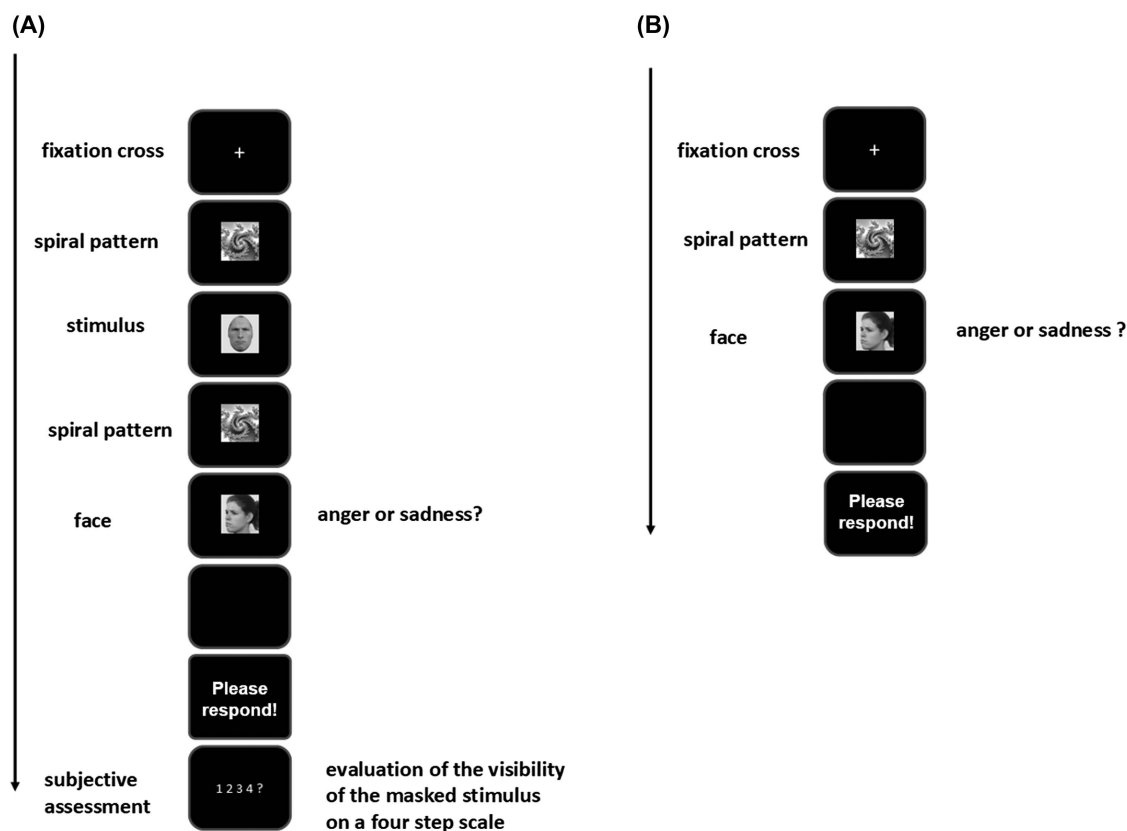 (A)
fixation cross
+
spiral pattern
stimulus
spiral pattern
face
anger or sadness?
Please
respond!
subjective
assessment
1 2 3 4 ?
evaluation of the visibility
of the masked stimulus
on a four step scale
(B)
fixation cross
+
spiral pattern
face
anger or sadness ?
Please
respond!